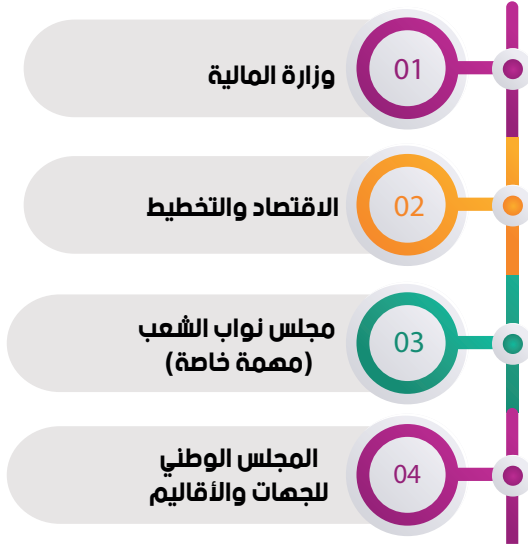 01
وزارة المالية
02
الاقتصاد والتخطيط
03
مجلس نواب الشعب
(مهمة خاصة)
04
المجلس الوطني
للجهات والأقاليم